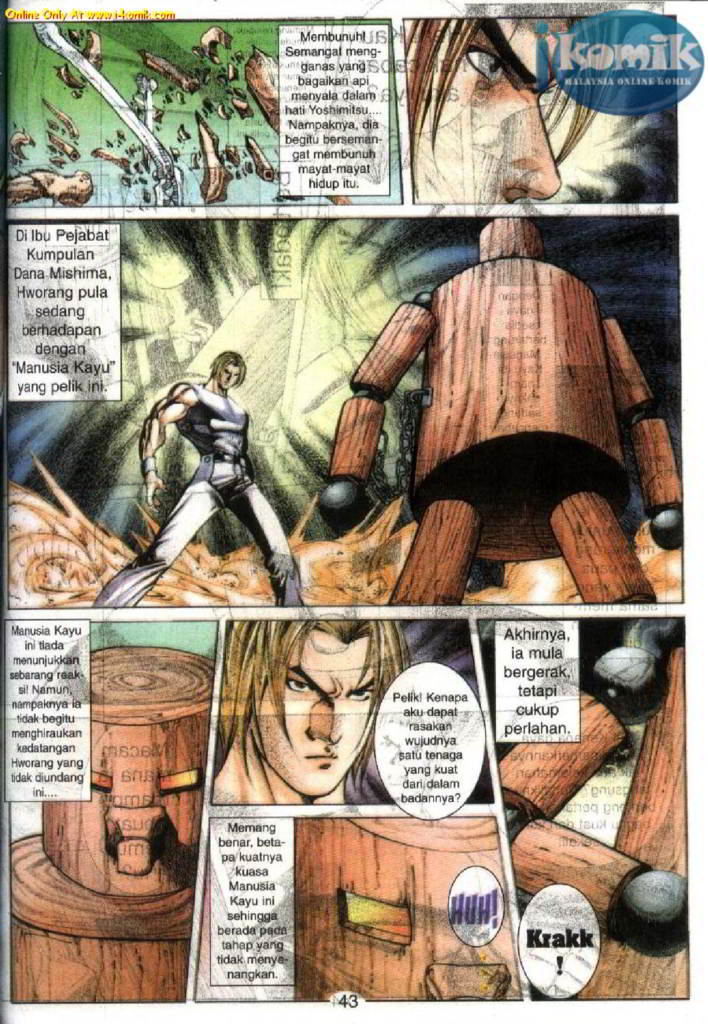 Online Only At www.i-komik.com
ikomik
MALAYSIA ONLINE KOMIK
Membunuh!
Semangat meng-
ganas yang
bagaikan api
menyala dalam
hati Yoshimitsu....
Nampaknya, dia
begitu berseman-
gat membunuh
mayat-mayat
hidup itu.
Di Ibu Pejabat
Kumpulan
Dana Mishima,
Hworang pula
sedang
berhadapan
dengan
"Manusia Kayu"
yang pelik ini.
Manusia Kayu
ini tiada
menunjukkan
sebarang reak-
si! Namun,
nampaknya ia
tidak begitu
menghiraukan
kedatangan
Hworang yang
tidak diundang
ini....
Pelik! Kenapa
aku dapat
rasakan
wujudnya
satu tenaga
yang kuat
dari dalam
badannya?
Akhirnya,
ia mula
bergerak,
tetapi
cukup
perlahan.
Memang
benar, beta-
pa kuatnya
kuasa
Manusia Kayu
ini
sehingga
berada pada
tahap yang
tidak menye-
nangkan.
HUH!
Krakk
!
43